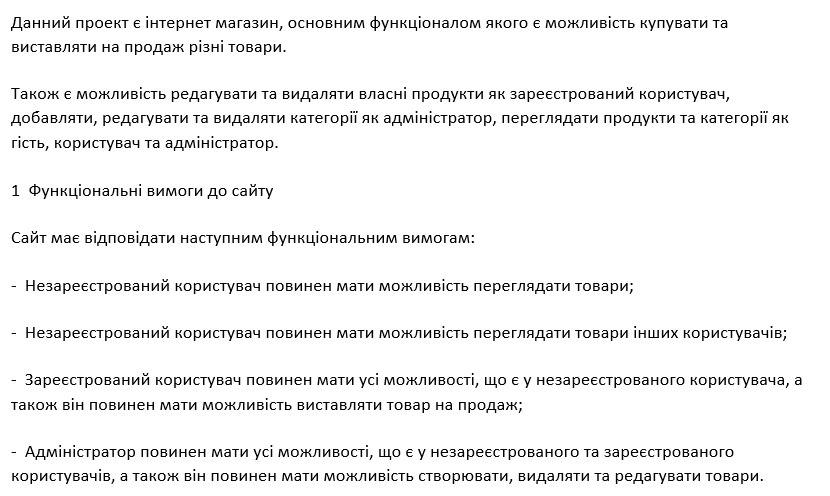 Данний проект є інтернет магазин, основним функціоналом якого є можливість купувати та
виставляти на продаж різні товари.
Також є можливість редагувати та видаляти власні продукти як зареєстрований користувач,
добавляти, редагувати та видаляти категорії як адміністратор, переглядати продукти та категорії як
гість, користувач та адміністратор.
1 Функціональні вимоги до сайту
Сайт має відповідати наступним функціональним вимогам:
- Незареєстрований користувач повинен мати можливість переглядати товари;
- Незареєстрований користувач повинен мати можливість переглядати товари інших користувачів;
- Зареєстрований користувач повинен мати усі можливості, що є у незареєстрованого користувача, а
також він повинен мати можливість виставляти товар на продаж;
- Адміністратор повинен мати усі можливості, що є у незареєстрованого та зареєстрованого
користувачів, а також він повинен мати можливість створювати, видаляти та редагувати товари.